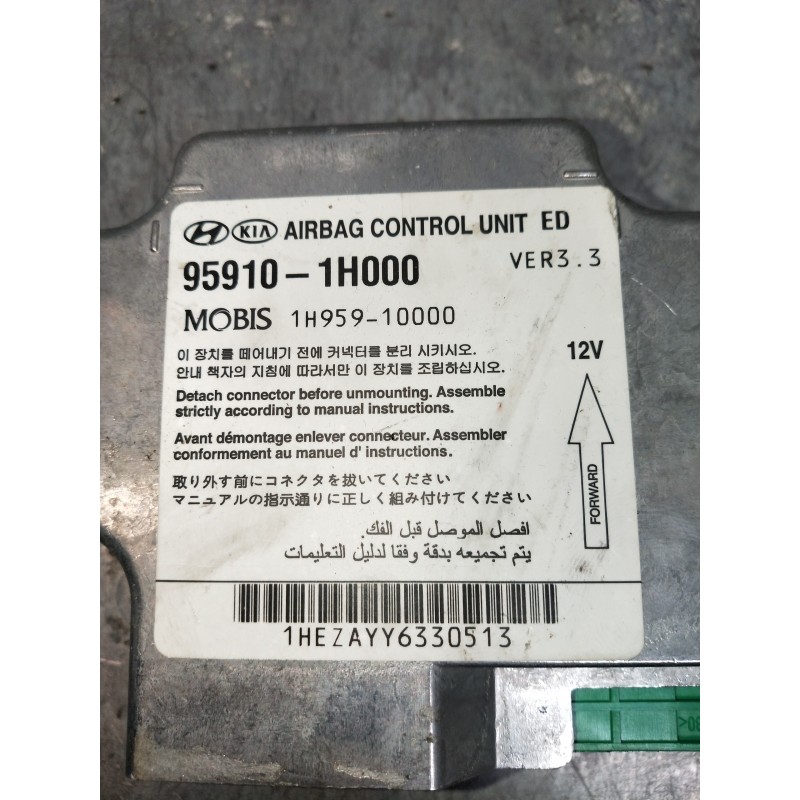 KIA AIRBAG CONTROL UNIT ED
95910-1H000 VER3.3
MOBIS 1H959-10000
이 장치를 떼어내기 전에 커넥터를 분리 시키시오.
안내 책자의 지침에 따라서만 이 장치를 조립하십시오.
12V
Detach connector before unmounting. Assemble
strictly according to manual instructions.
Avant démontage enlever connecteur. Assembler
conformement au manuel d' instructions.
FORWARD
取り外す前にコネクタを抜いてください
マニュアルの指示通りに正しく組み付けてください
افصل الموصل قبل الفك.
يتم تجميعه بدقة وفقا لدليل التعليمات
1HEZAYY6330513